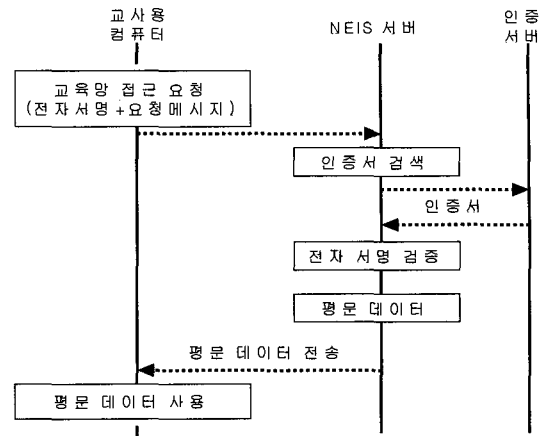 교사용
컴퓨터
NEIS 서버
인증
서버
교육망 접근 요청
(전자서명+요청메시지)
인증서 검색
인증서
전자 서명 검증
평문 데이터
평문 데이터 전송
평문 데이터 사용